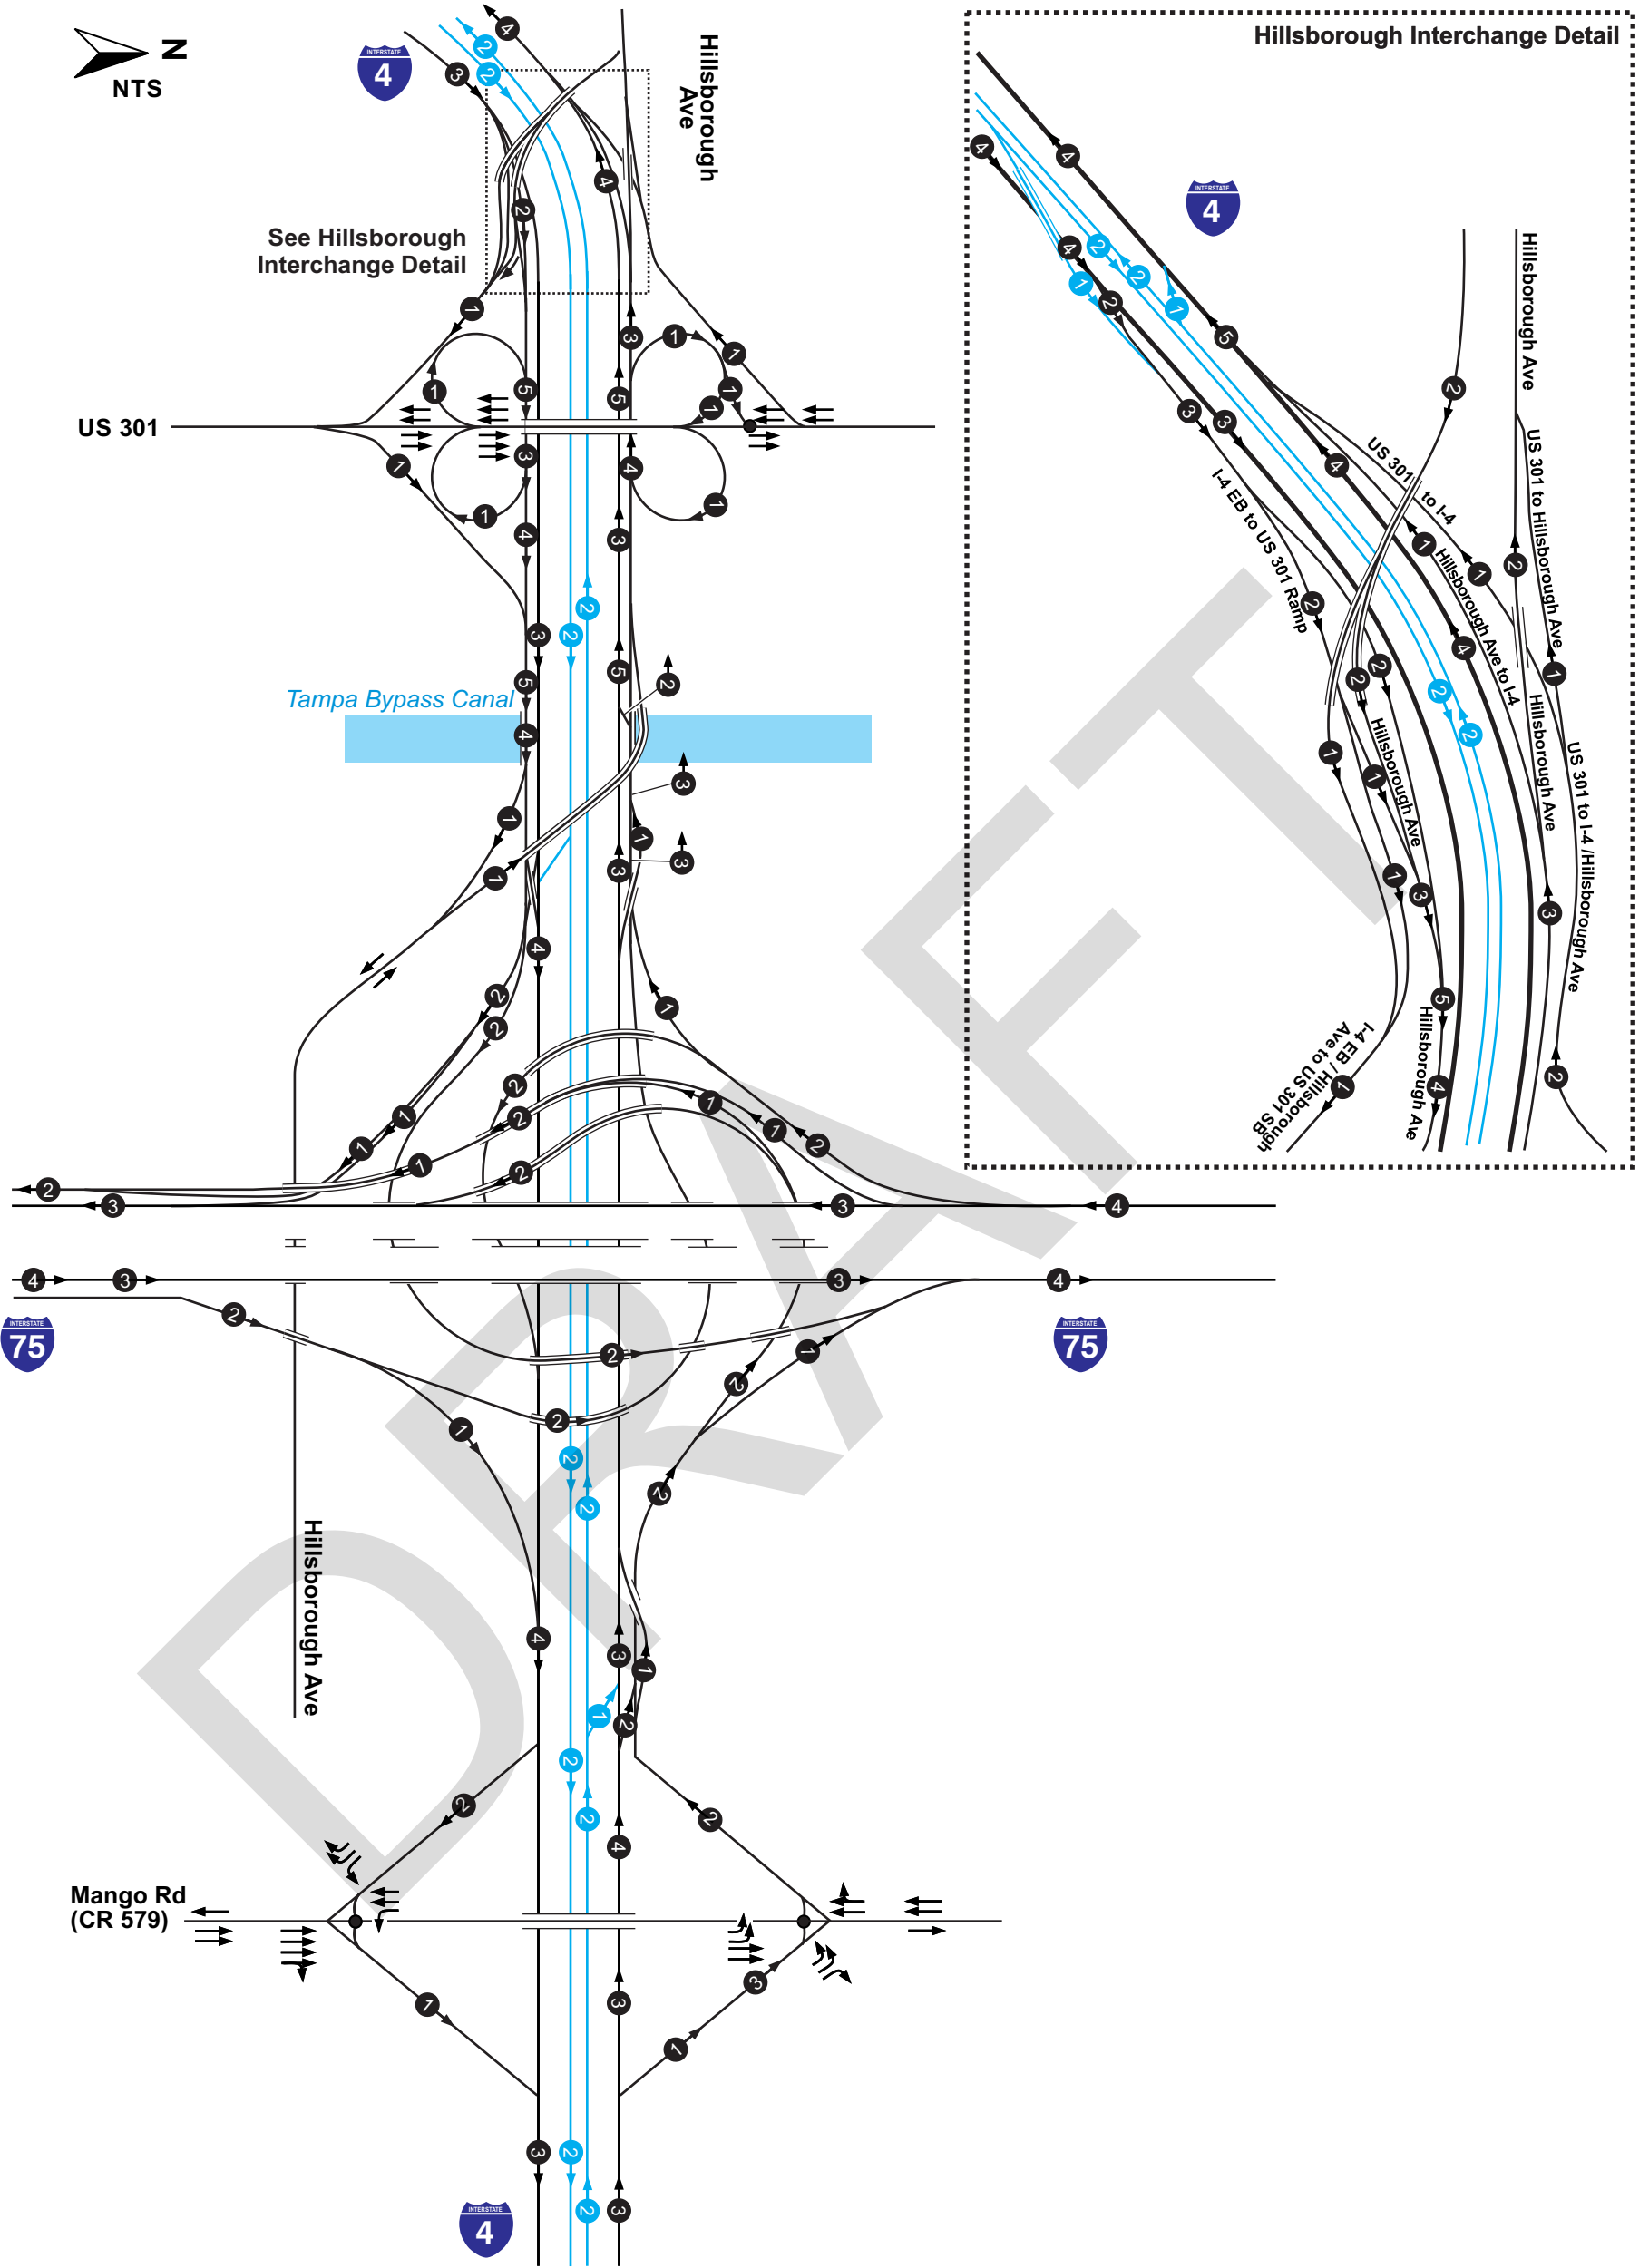 Hillsborough Interchange Detail
N
NTS
INTERSTATE
4
Hillsborough
Ave
See Hillsborough
Interchange Detail
US 301
Tampa Bypass Canal
INTERSTATE
4
Hillsborough Ave
US 301 to Hillsborough Ave
US 301 to I-4
I-4 EB to US 301 Ramp
Hillsborough Ave to I-4
Hillsborough Ave
US 301 to I-4 /Hillsborough Ave
Hillsborough Ave
Hillsborough Ave
I-4 EB / Hillsborough
Ave to US 301 SB
INTERSTATE
75
INTERSTATE
75
Hillsborough Ave
Mango Rd
(CR 579)
INTERSTATE
4
DRAFT